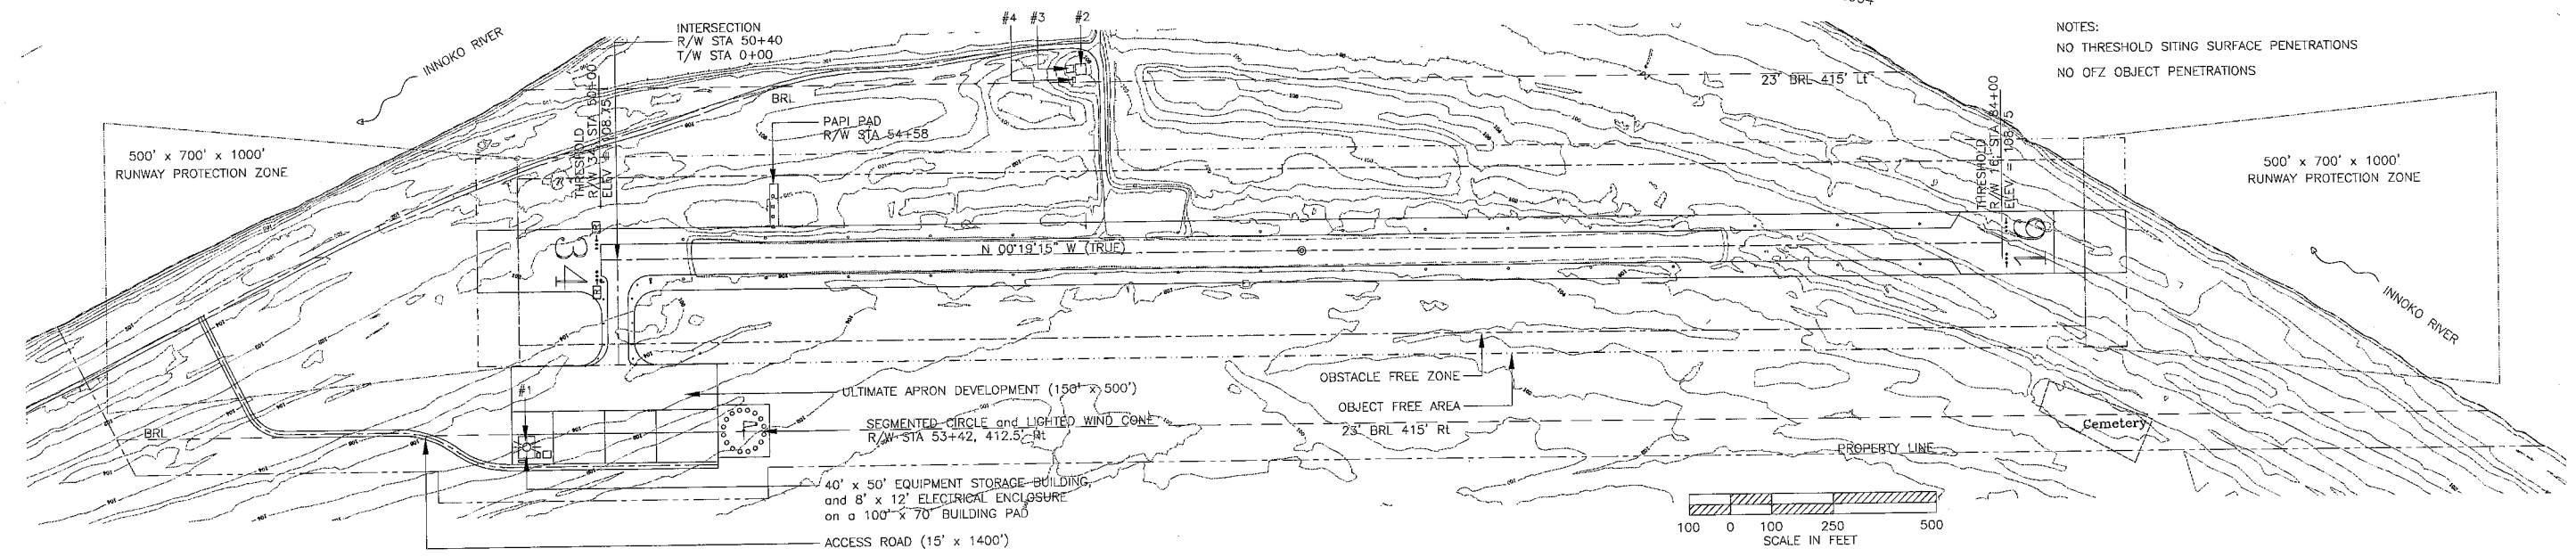 NOTES:
NO THRESHOLD SITING SURFACE PENETRATIONS
NO OFZ OBJECT PENETRATIONS
INNOKO RIVER
INTERSECTION
R/W STA 50+40
T/W STA 0+00
#4 #3 #2
23' BRL 415' Lt
BRL
PAPI PAD
R/W STA 54+58
THRESHOLD
R/W 34, STA 50+00
ELEV = 108.75
THRESHOLD
R/W 16, STA 84+00
ELEV = 108.75
500' x 700' x 1000'
RUNWAY PROTECTION ZONE
500' x 700' x 1000'
RUNWAY PROTECTION ZONE
34
N 00°19'15" W (TRUE)
16
INNOKO RIVER
OBSTACLE FREE ZONE
OBJECT FREE AREA
23' BRL 415' Rt
#1
ULTIMATE APRON DEVELOPMENT (150' x 500')
SEGMENTED CIRCLE and LIGHTED WIND CONE
R/W STA 53+42, 412.5' Rt
BRL
Cemetery
PROPERTY LINE
40' x 50' EQUIPMENT STORAGE BUILDING,
and 8' x 12' ELECTRICAL ENCLOSURE
on a 100' x 70' BUILDING PAD
ACCESS ROAD (15' x 1400')
100 0 100 250 500
SCALE IN FEET